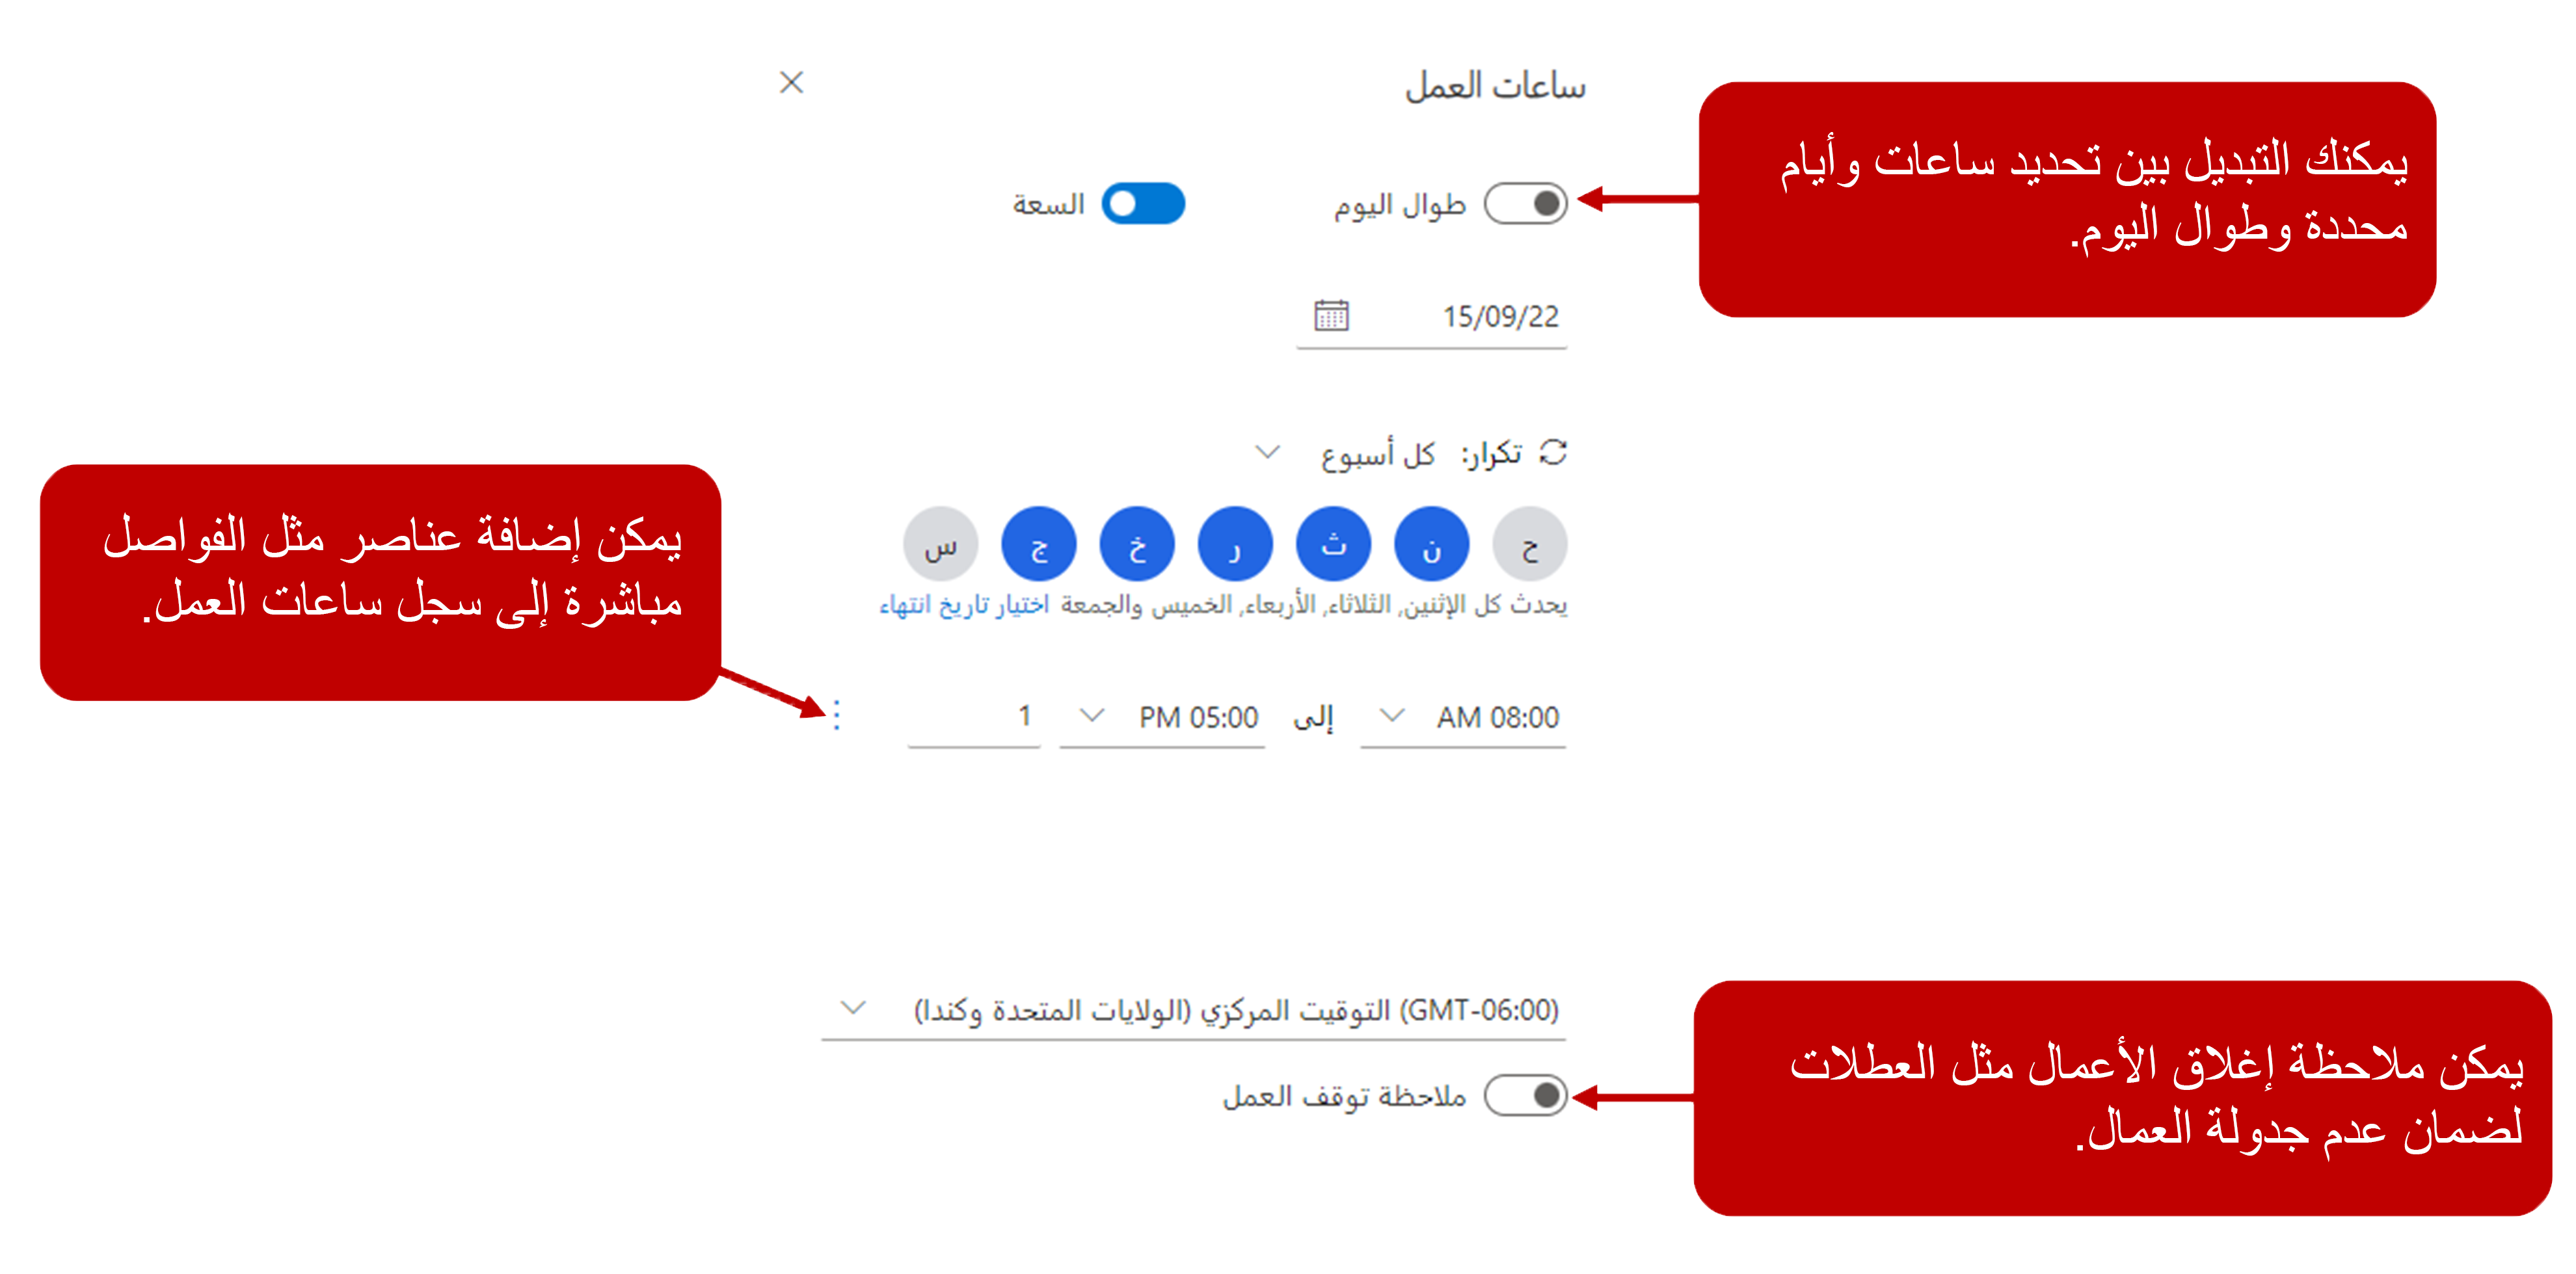 ساعات العمل
طوال اليوم
السعة
يمكنك التبديل بين تحديد ساعات وأيام
محددة وطوال اليوم.
15/09/22
تكرار: كل أسبوع
ح ن ث ر خ ج س
يحدث كل الإثنين, الثلاثاء, الأربعاء, الخميس والجمعة اختيار تاريخ انتهاء
يمكن إضافة عناصر مثل الفواصل
مباشرة إلى سجل ساعات العمل.
AM 08:00 إلى PM 05:00 1
(GMT-06:00) التوقيت المركزي (الولايات المتحدة وكندا)
ملاحظة توقف العمل
يمكن ملاحظة إغلاق الأعمال مثل العطلات
لضمان عدم جدولة العمال.